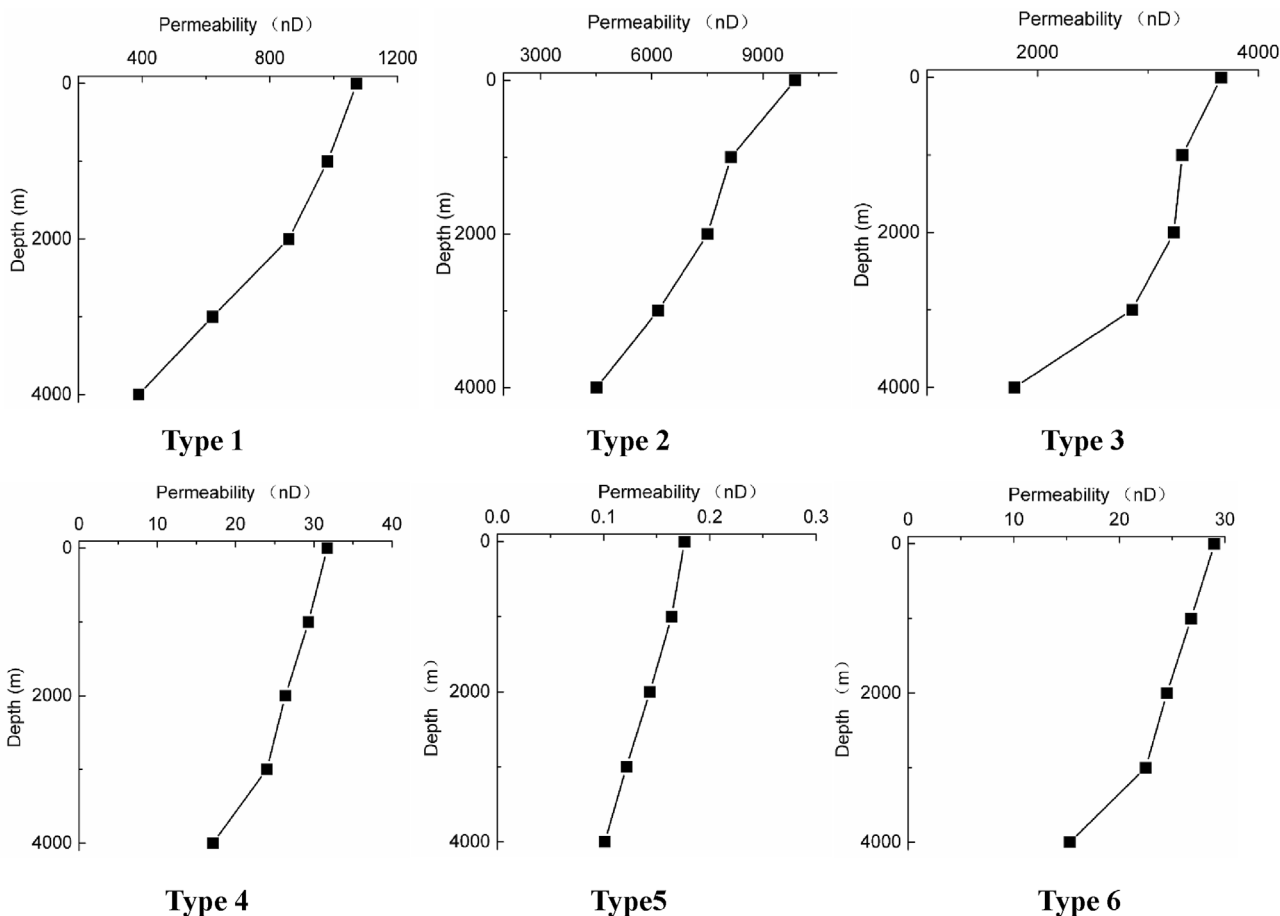 Permeability （nD）
400 800 1200
0
2000
4000
Depth (m)
Type 1
Permeability （nD）
3000 6000 9000
0
2000
4000
Depth (m)
Type 2
Permeability （nD）
2000 4000
0
2000
4000
Depth (m)
Type 3
Permeability （nD）
0 10 20 30 40
0
2000
4000
Depth (m)
Type 4
Permeability （nD）
0.0 0.1 0.2 0.3
0
2000
4000
Depth （m）
Type5
Permeability （nD）
0 10 20 30
0
2000
4000
Depth （m）
Type 6